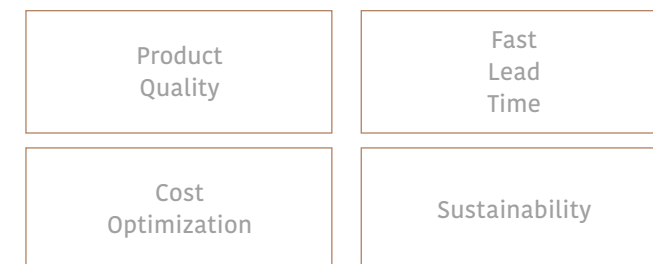 Product
Quality
Fast
Lead
Time
Cost
Optimization
Sustainability